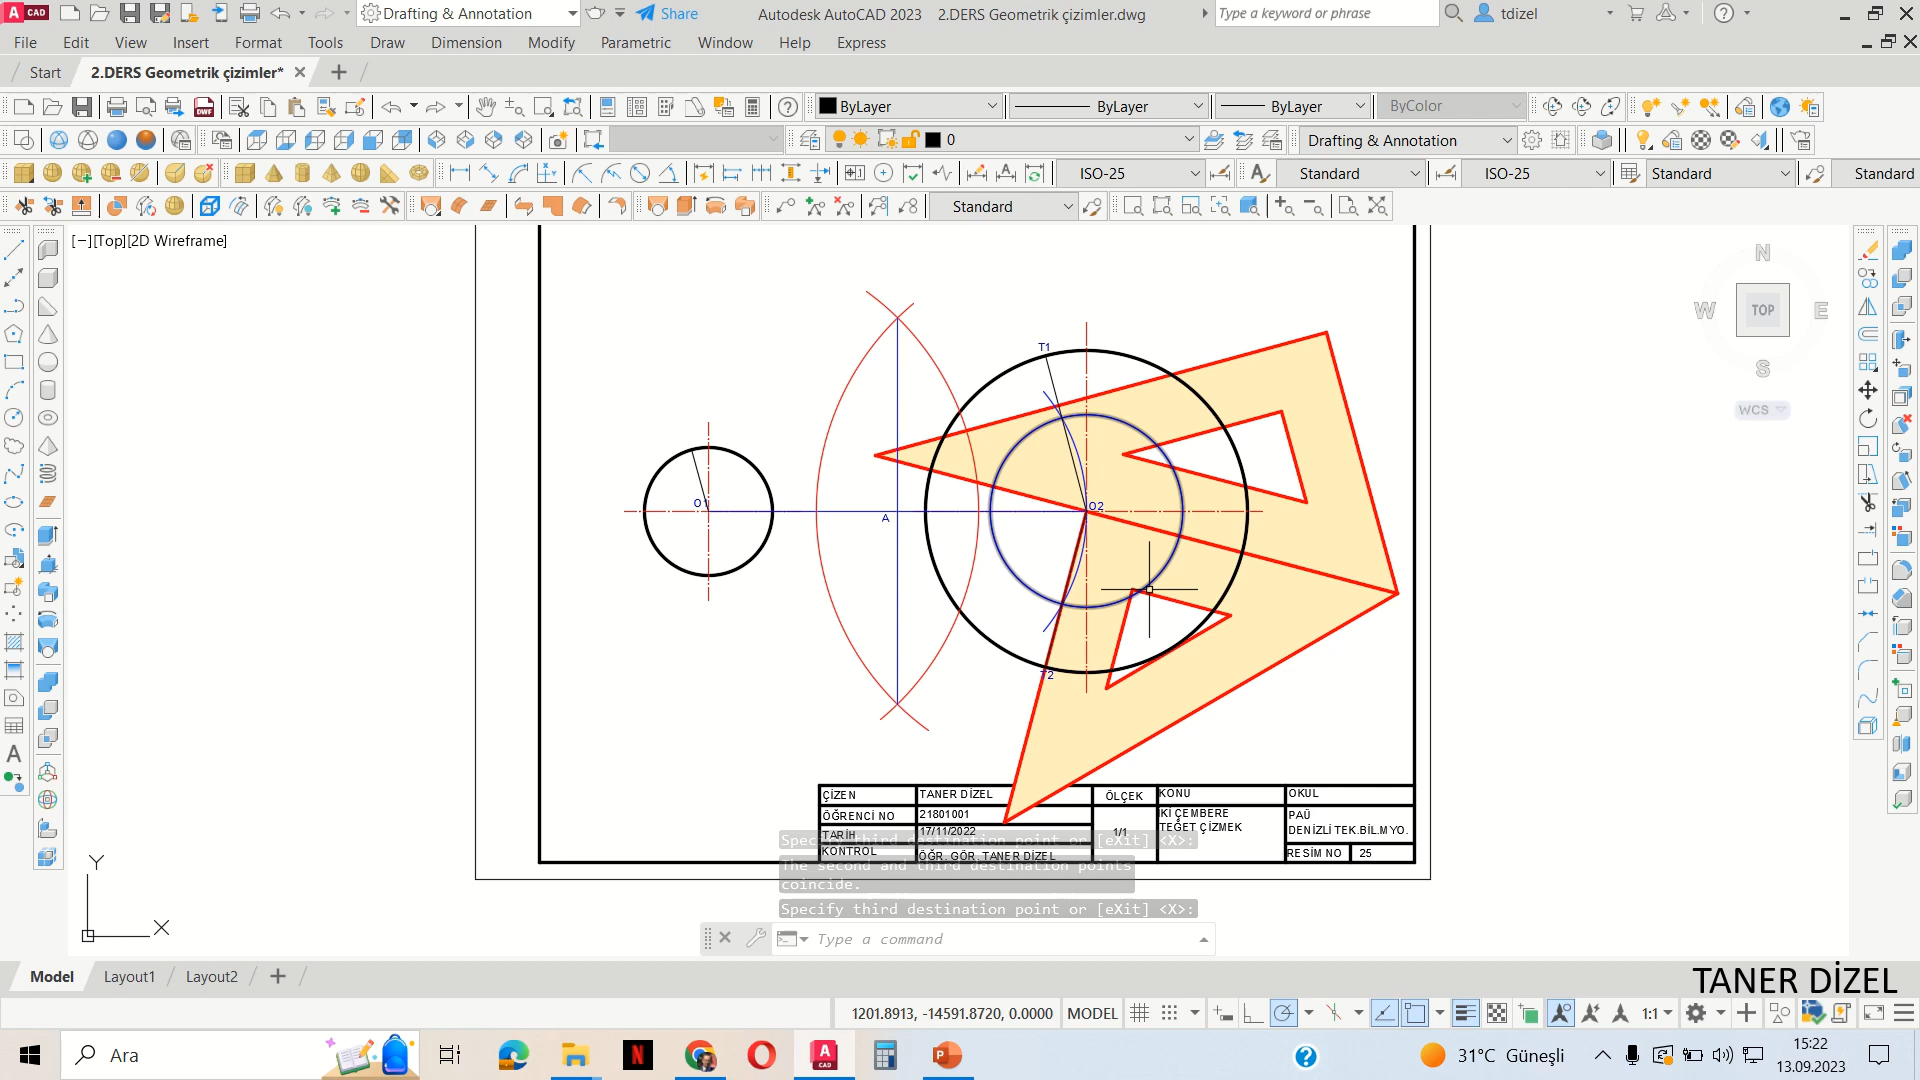 CAD
Drafting & Annotation
Share
Autodesk AutoCAD 2023 2.DERS Geometrik çizimler.dwg
Type a keyword or phrase
tdizel
File Edit View Insert Format Tools Draw Dimension Modify Parametric Window Help Express
Start 2.DERS Geometrik çizimler*
ByLayer ByLayer ByLayer ByColor
0 Drafting & Annotation
ISO-25 Standard ISO-25 Standard Standard
Standard
[−][Top][2D Wireframe]
N
W TOP E
S
WCS
T1
O1
O2
A
T2
ÇİZEN TANER DİZEL ÖLÇEK KONU OKUL
ÖĞRENCİ NO 21801001 İKİ ÇEMBERE PAÜ
TARİH 17/11/2022 1/1 TEĞET ÇİZMEK DENİZLİ TEK.BİL.M.YO.
KONTROL ÖĞR. GÖR. TANER DİZEL RESİM NO 25
Specify third destination point or [eXit] <X>:
The second and third destination points
coincide.
Specify third destination point or [eXit] <X>:
Type a command
Y
X
Model Layout1 Layout2
TANER DİZEL
1201.8913, -14591.8720, 0.0000 MODEL 1:1
Ara
31°C Güneşli
15:22
13.09.2023